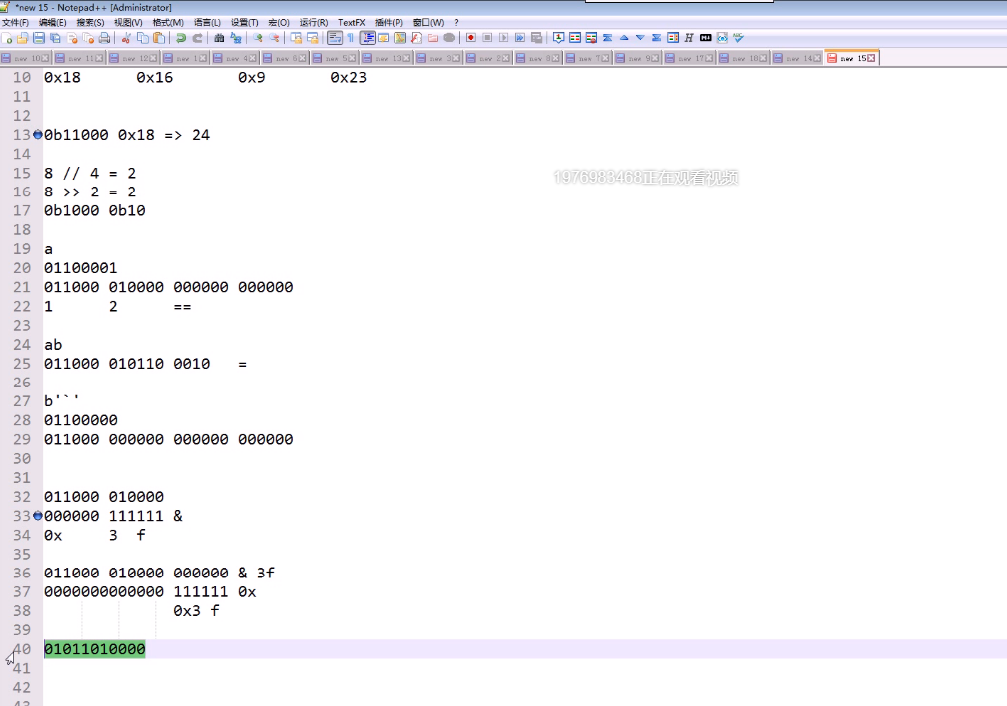 *new 15 - Notepad++ [Administrator]
文件(F) 编辑(E) 搜索(S) 视图(V) 格式(M) 语言(L) 设置(T) 宏(O) 运行(R) TextFX 插件(P) 窗口(W) ?
new 10 new 11 new 12 new 1 new 4 new 6 new 5 new 13 new 3 new 2 new 8 new 7 new 9 new 17 new 18 new 14 new 15
10 0x18 0x16 0x9 0x23
11
12
13 0b11000 0x18 => 24
14
15 8 // 4 = 2
16 8 >> 2 = 2
17 0b1000 0b10
18
19 a
20 01100001
21 011000 010000 000000 000000
22 1 2 ==
23
24 ab
25 011000 010110 0010 =
26
27 b'`'
28 01100000
29 011000 000000 000000 000000
30
31
32 011000 010000
33 000000 111111 &
34 0x 3 f
35
36 011000 010000 000000 & 3f
37 0000000000000 111111 0x
38 0x3 f
39
40 01011010000
41
42
43
1976983468正在观看视频